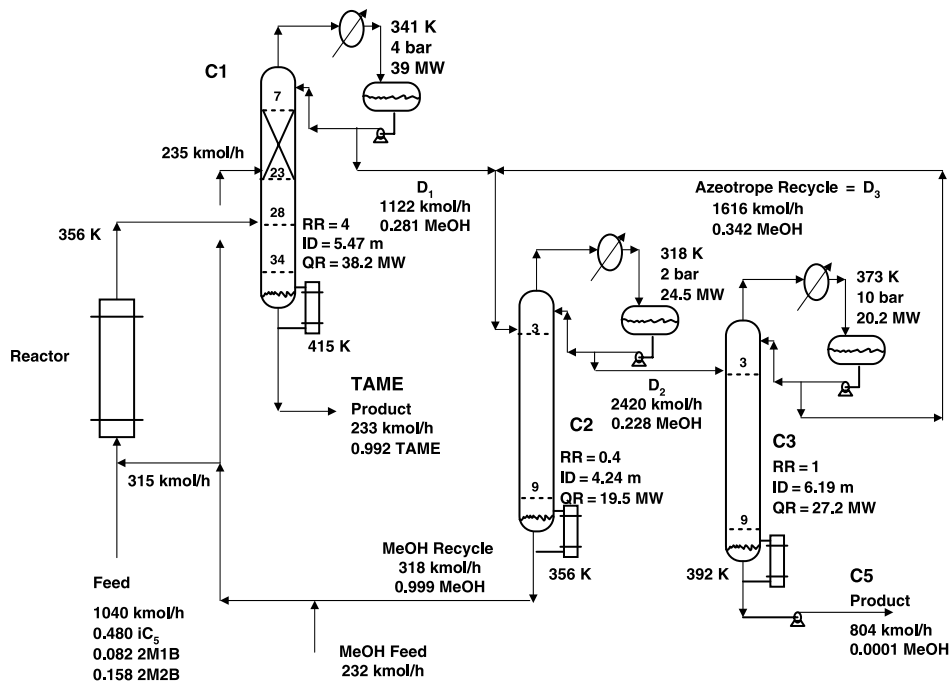 341 K
4 bar
39 MW
C1
7
235 kmol/h
23
28
34
356 K
RR = 4
ID = 5.47 m
QR = 38.2 MW
D1
1122 kmol/h
0.281 MeOH
Azeotrope Recycle = D3
1616 kmol/h
0.342 MeOH
318 K
2 bar
24.5 MW
373 K
10 bar
20.2 MW
Reactor
415 K
3
3
TAME
Product
233 kmol/h
0.992 TAME
D2
2420 kmol/h
0.228 MeOH
C2
RR = 0.4
ID = 4.24 m
QR = 19.5 MW
C3
RR = 1
ID = 6.19 m
QR = 27.2 MW
315 kmol/h
9
9
MeOH Recycle
318 kmol/h
0.999 MeOH
356 K
392 K
C5
Product
804 kmol/h
0.0001 MeOH
Feed
1040 kmol/h
0.480 iC5
0.082 2M1B
0.158 2M2B
MeOH Feed
232 kmol/h